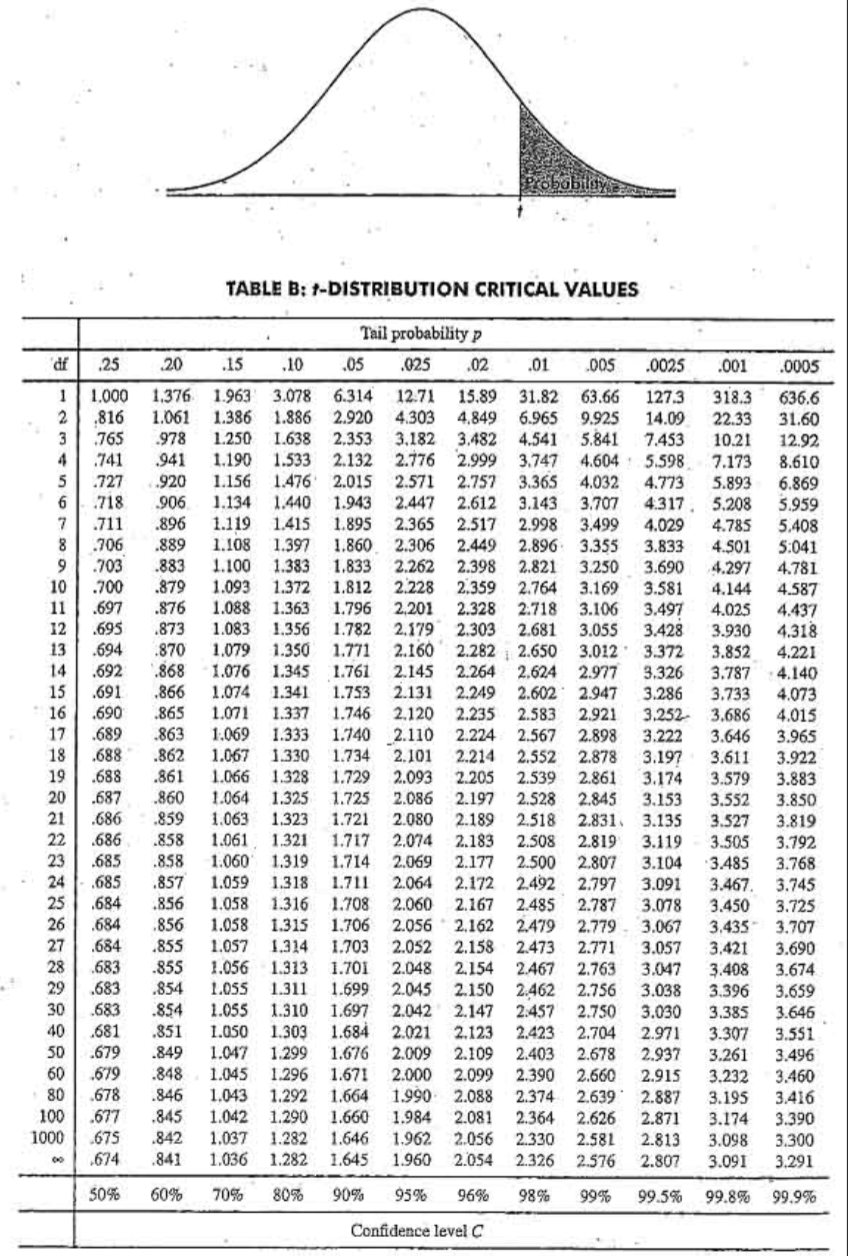 Probability
t
TABLE B: t-DISTRIBUTION CRITICAL VALUES
Tail probability p
df .25 .20 .15 .10 .05 .025 .02 .01 .005 .0025 .001 .0005
1 1.000 1.376 1.963 3.078 6.314 12.71 15.89 31.82 63.66 127.3 318.3 636.6
2 .816 1.061 1.386 1.886 2.920 4.303 4.849 6.965 9.925 14.09 22.33 31.60
3 .765 .978 1.250 1.638 2.353 3.182 3.482 4.541 5.841 7.453 10.21 12.92
4 .741 .941 1.190 1.533 2.132 2.776 2.999 3.747 4.604 5.598 7.173 8.610
5 .727 .920 1.156 1.476 2.015 2.571 2.757 3.365 4.032 4.773 5.893 6.869
6 .718 .906 1.134 1.440 1.943 2.447 2.612 3.143 3.707 4.317 5.208 5.959
7 .711 .896 1.119 1.415 1.895 2.365 2.517 2.998 3.499 4.029 4.785 5.408
8 .706 .889 1.108 1.397 1.860 2.306 2.449 2.896 3.355 3.833 4.501 5.041
9 .703 .883 1.100 1.383 1.833 2.262 2.398 2.821 3.250 3.690 4.297 4.781
10 .700 .879 1.093 1.372 1.812 2.228 2.359 2.764 3.169 3.581 4.144 4.587
11 .697 .876 1.088 1.363 1.796 2.201 2.328 2.718 3.106 3.497 4.025 4.437
12 .695 .873 1.083 1.356 1.782 2.179 2.303 2.681 3.055 3.428 3.930 4.318
13 .694 .870 1.079 1.350 1.771 2.160 2.282 2.650 3.012 3.372 3.852 4.221
14 .692 .868 1.076 1.345 1.761 2.145 2.264 2.624 2.977 3.326 3.787 4.140
15 .691 .866 1.074 1.341 1.753 2.131 2.249 2.602 2.947 3.286 3.733 4.073
16 .690 .865 1.071 1.337 1.746 2.120 2.235 2.583 2.921 3.252 3.686 4.015
17 .689 .863 1.069 1.333 1.740 2.110 2.224 2.567 2.898 3.222 3.646 3.965
18 .688 .862 1.067 1.330 1.734 2.101 2.214 2.552 2.878 3.197 3.611 3.922
19 .688 .861 1.066 1.328 1.729 2.093 2.205 2.539 2.861 3.174 3.579 3.883
20 .687 .860 1.064 1.325 1.725 2.086 2.197 2.528 2.845 3.153 3.552 3.850
21 .686 .859 1.063 1.323 1.721 2.080 2.189 2.518 2.831 3.135 3.527 3.819
22 .686 .858 1.061 1.321 1.717 2.074 2.183 2.508 2.819 3.119 3.505 3.792
23 .685 .858 1.060 1.319 1.714 2.069 2.177 2.500 2.807 3.104 3.485 3.768
24 .685 .857 1.059 1.318 1.711 2.064 2.172 2.492 2.797 3.091 3.467 3.745
25 .684 .856 1.058 1.316 1.708 2.060 2.167 2.485 2.787 3.078 3.450 3.725
26 .684 .856 1.058 1.315 1.706 2.056 2.162 2.479 2.779 3.067 3.435 3.707
27 .684 .855 1.057 1.314 1.703 2.052 2.158 2.473 2.771 3.057 3.421 3.690
28 .683 .855 1.056 1.313 1.701 2.048 2.154 2.467 2.763 3.047 3.408 3.674
29 .683 .854 1.055 1.311 1.699 2.045 2.150 2.462 2.756 3.038 3.396 3.659
30 .683 .854 1.055 1.310 1.697 2.042 2.147 2.457 2.750 3.030 3.385 3.646
40 .681 .851 1.050 1.303 1.684 2.021 2.123 2.423 2.704 2.971 3.307 3.551
50 .679 .849 1.047 1.299 1.676 2.009 2.109 2.403 2.678 2.937 3.261 3.496
60 .679 .848 1.045 1.296 1.671 2.000 2.099 2.390 2.660 2.915 3.232 3.460
80 .678 .846 1.043 1.292 1.664 1.990 2.088 2.374 2.639 2.887 3.195 3.416
100 .677 .845 1.042 1.290 1.660 1.984 2.081 2.364 2.626 2.871 3.174 3.390
1000 .675 .842 1.037 1.282 1.646 1.962 2.056 2.330 2.581 2.813 3.098 3.300
∞ .674 .841 1.036 1.282 1.645 1.960 2.054 2.326 2.576 2.807 3.091 3.291
50% 60% 70% 80% 90% 95% 96% 98% 99% 99.5% 99.8% 99.9%
Confidence level C